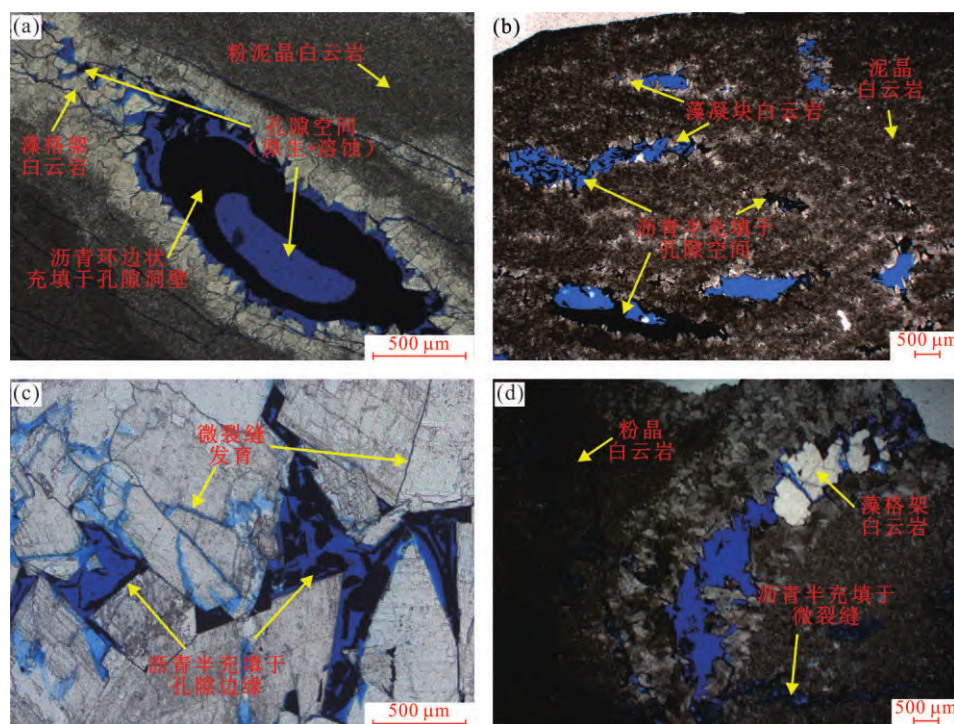 (a)
粉泥晶白云岩
藻格架
白云岩
孔隙空间
(原生+溶蚀)
沥青环边状
充填于孔隙洞壁
500 μm
(b)
泥晶
白云岩
藻凝块白云岩
沥青半充填于
孔隙空间
500 μm
(c)
微裂缝
发育
沥青半充填于
孔隙边缘
500 μm
(d)
粉晶
白云岩
藻格架
白云岩
沥青半充填于
微裂缝
500 μm